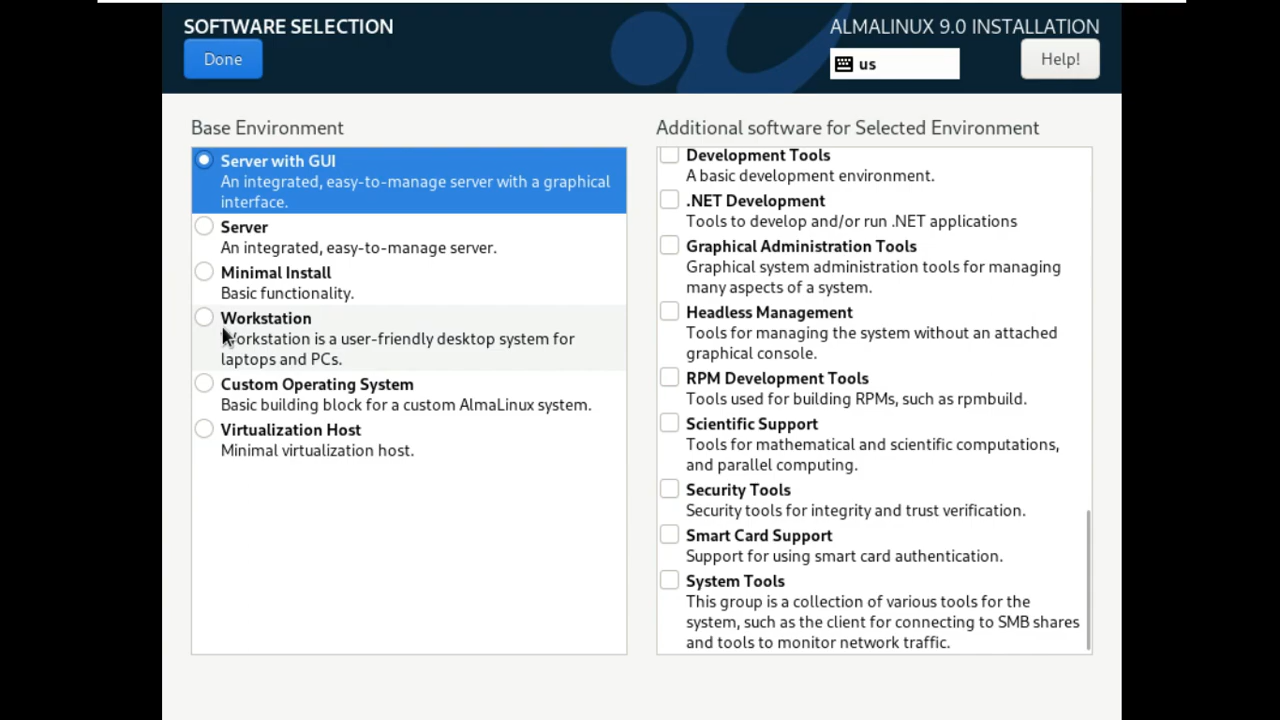 SOFTWARE SELECTION
ALMALINUX 9.0 INSTALLATION
Done
us
Help!
Base Environment
Server with GUI
An integrated, easy-to-manage server with a graphical
interface.
Server
An integrated, easy-to-manage server.
Minimal Install
Basic functionality.
Workstation
Workstation is a user-friendly desktop system for
laptops and PCs.
Custom Operating System
Basic building block for a custom AlmaLinux system.
Virtualization Host
Minimal virtualization host.
Additional software for Selected Environment
Development Tools
A basic development environment.
.NET Development
Tools to develop and/or run .NET applications
Graphical Administration Tools
Graphical system administration tools for managing
many aspects of a system.
Headless Management
Tools for managing the system without an attached
graphical console.
RPM Development Tools
Tools used for building RPMs, such as rpmbuild.
Scientific Support
Tools for mathematical and scientific computations,
and parallel computing.
Security Tools
Security tools for integrity and trust verification.
Smart Card Support
Support for using smart card authentication.
System Tools
This group is a collection of various tools for the
system, such as the client for connecting to SMB shares
and tools to monitor network traffic.